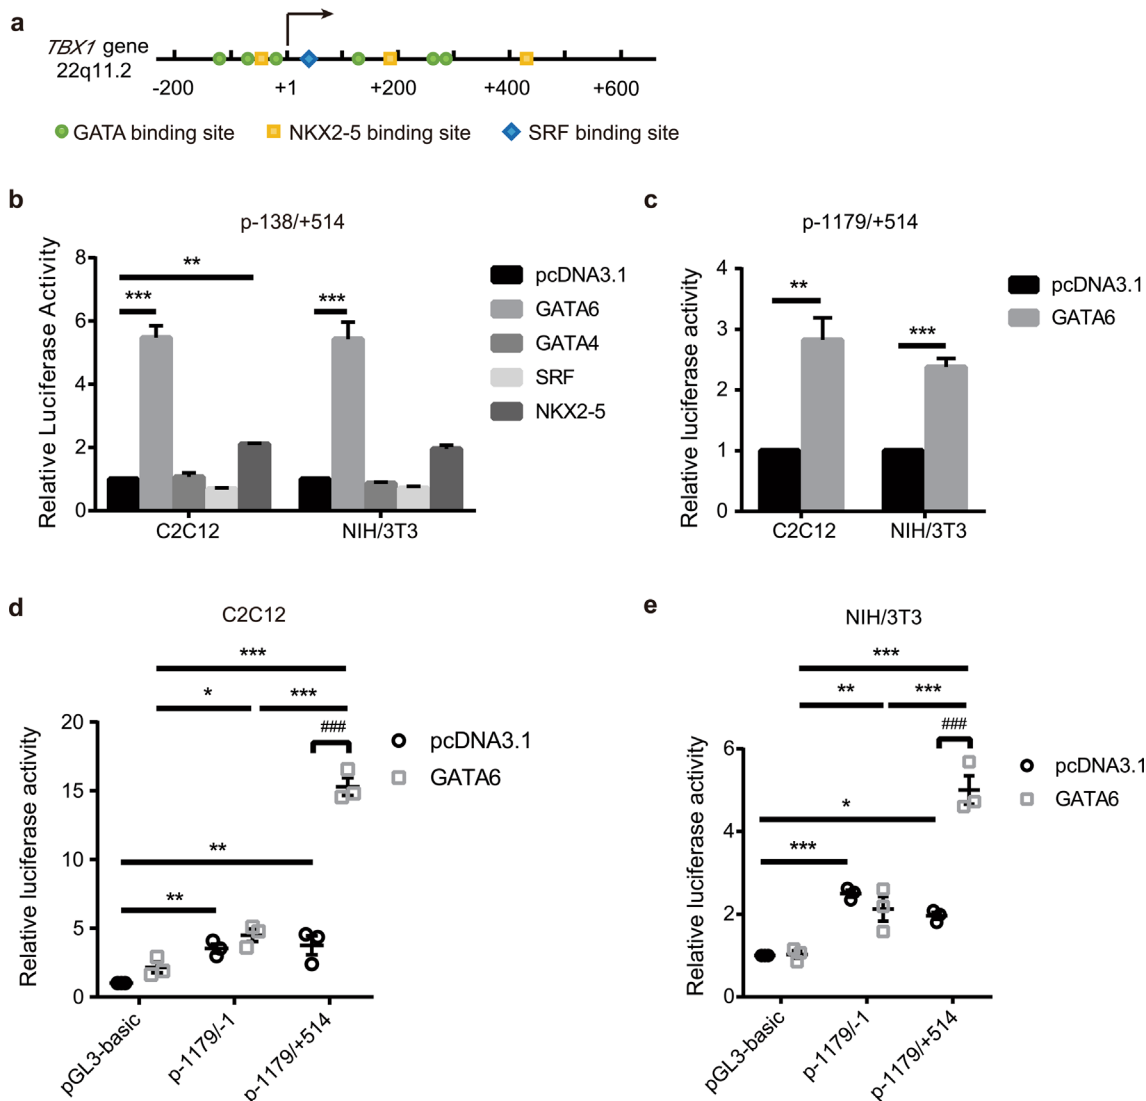 a
TBX1 gene
22q11.2
-200 +1 +200 +400 +600
GATA binding site NKX2-5 binding site SRF binding site
b
p-138/+514
Relative Luciferase Activity
8
6
4
2
0
**
*** ***
C2C12 NIH/3T3
pcDNA3.1
GATA6
GATA4
SRF
NKX2-5
c
p-1179/+514
Relative luciferase activity
4
3
2
1
0
**
***
C2C12 NIH/3T3
pcDNA3.1
GATA6
d
C2C12
***
* ***
###
**
**
Relative luciferase activity
20
15
10
5
0
pGL3-basic
p-1179/-1
p-1179/+514
pcDNA3.1
GATA6
e
NIH/3T3
***
** ***
###
*
***
Relative luciferase activity
6
4
2
0
pGL3-basic
p-1179/-1
p-1179/+514
pcDNA3.1
GATA6